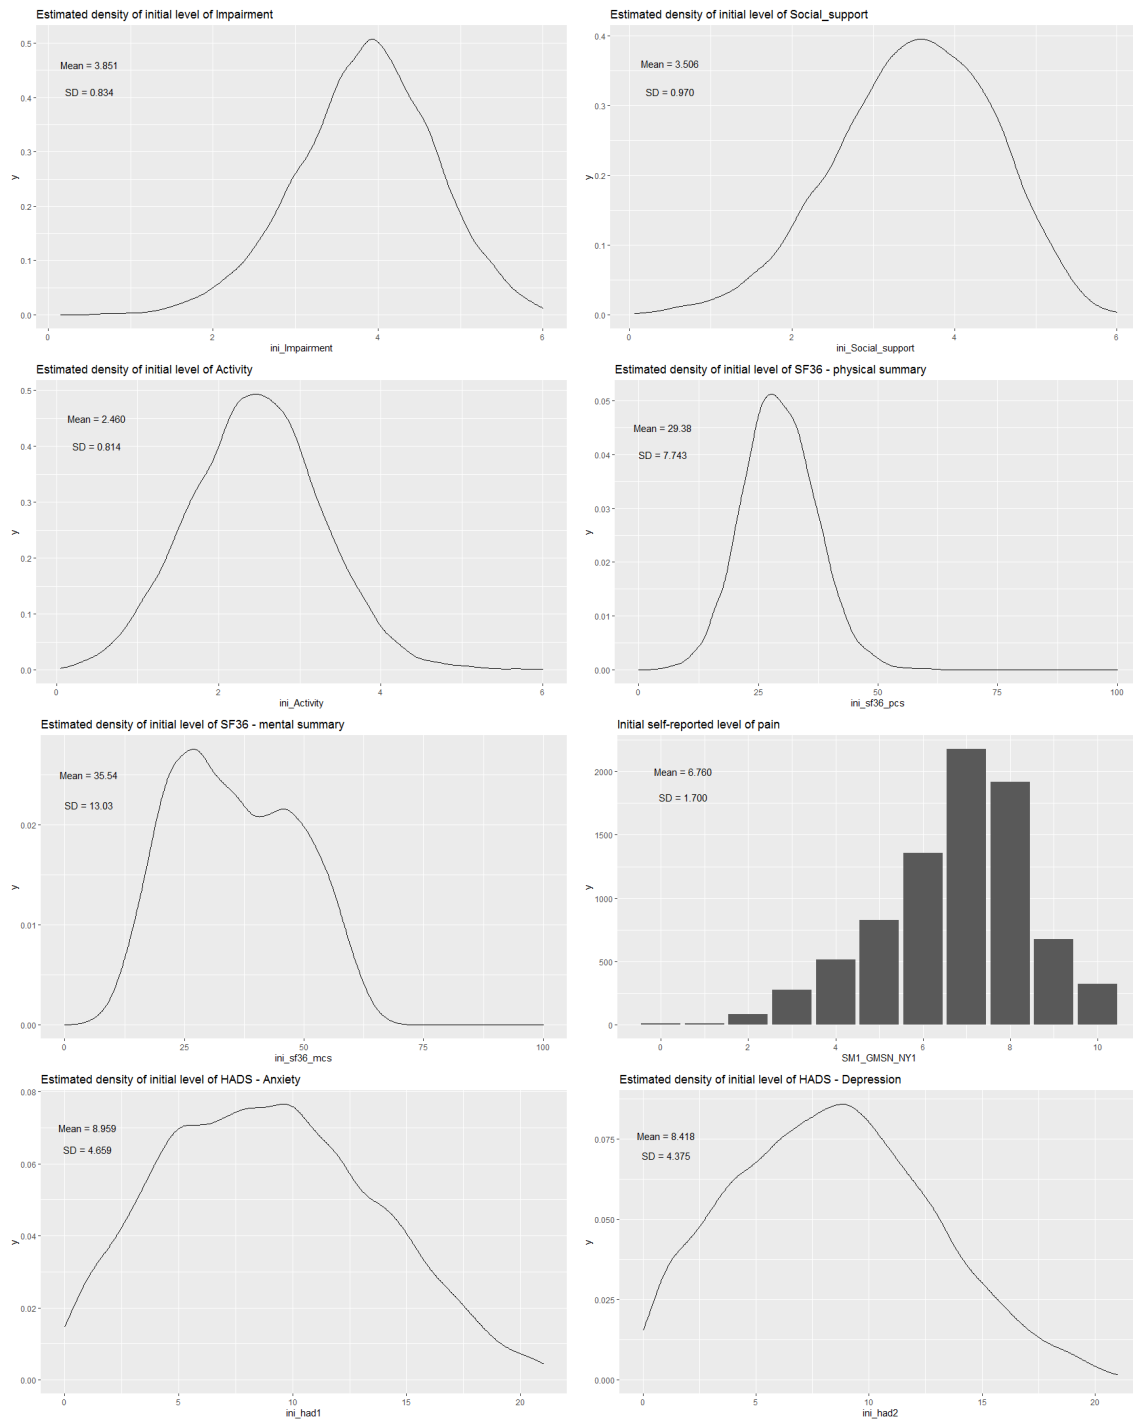 Estimated density of initial level of Impairment
Mean = 3.851
SD = 0.834
y
0.5
0.4
0.3
0.2
0.1
0.0
0 2 4 6
ini_Impairment
Estimated density of initial level of Social_support
Mean = 3.506
SD = 0.970
y
0.4
0.3
0.2
0.1
0.0
0 2 4 6
ini_Social_support
Estimated density of initial level of Activity
Mean = 2.460
SD = 0.814
y
0.5
0.4
0.3
0.2
0.1
0.0
0 2 4 6
ini_Activity
Estimated density of initial level of SF36 - physical summary
Mean = 29.38
SD = 7.743
y
0.05
0.04
0.03
0.02
0.01
0.00
0 25 50 75 100
ini_sf36_pcs
Estimated density of initial level of SF36 - mental summary
Mean = 35.54
SD = 13.03
y
0.02
0.01
0.00
0 25 50 75 100
ini_sf36_mcs
Initial self-reported level of pain
Mean = 6.760
SD = 1.700
y
2000
1500
1000
500
0
0 2 4 6 8 10
SM1_GMSN_NY1
Estimated density of initial level of HADS - Anxiety
Mean = 8.959
SD = 4.659
y
0.08
0.06
0.04
0.02
0.00
0 5 10 15 20
ini_had1
Estimated density of initial level of HADS - Depression
Mean = 8.418
SD = 4.375
y
0.075
0.050
0.025
0.000
0 5 10 15 20
ini_had2